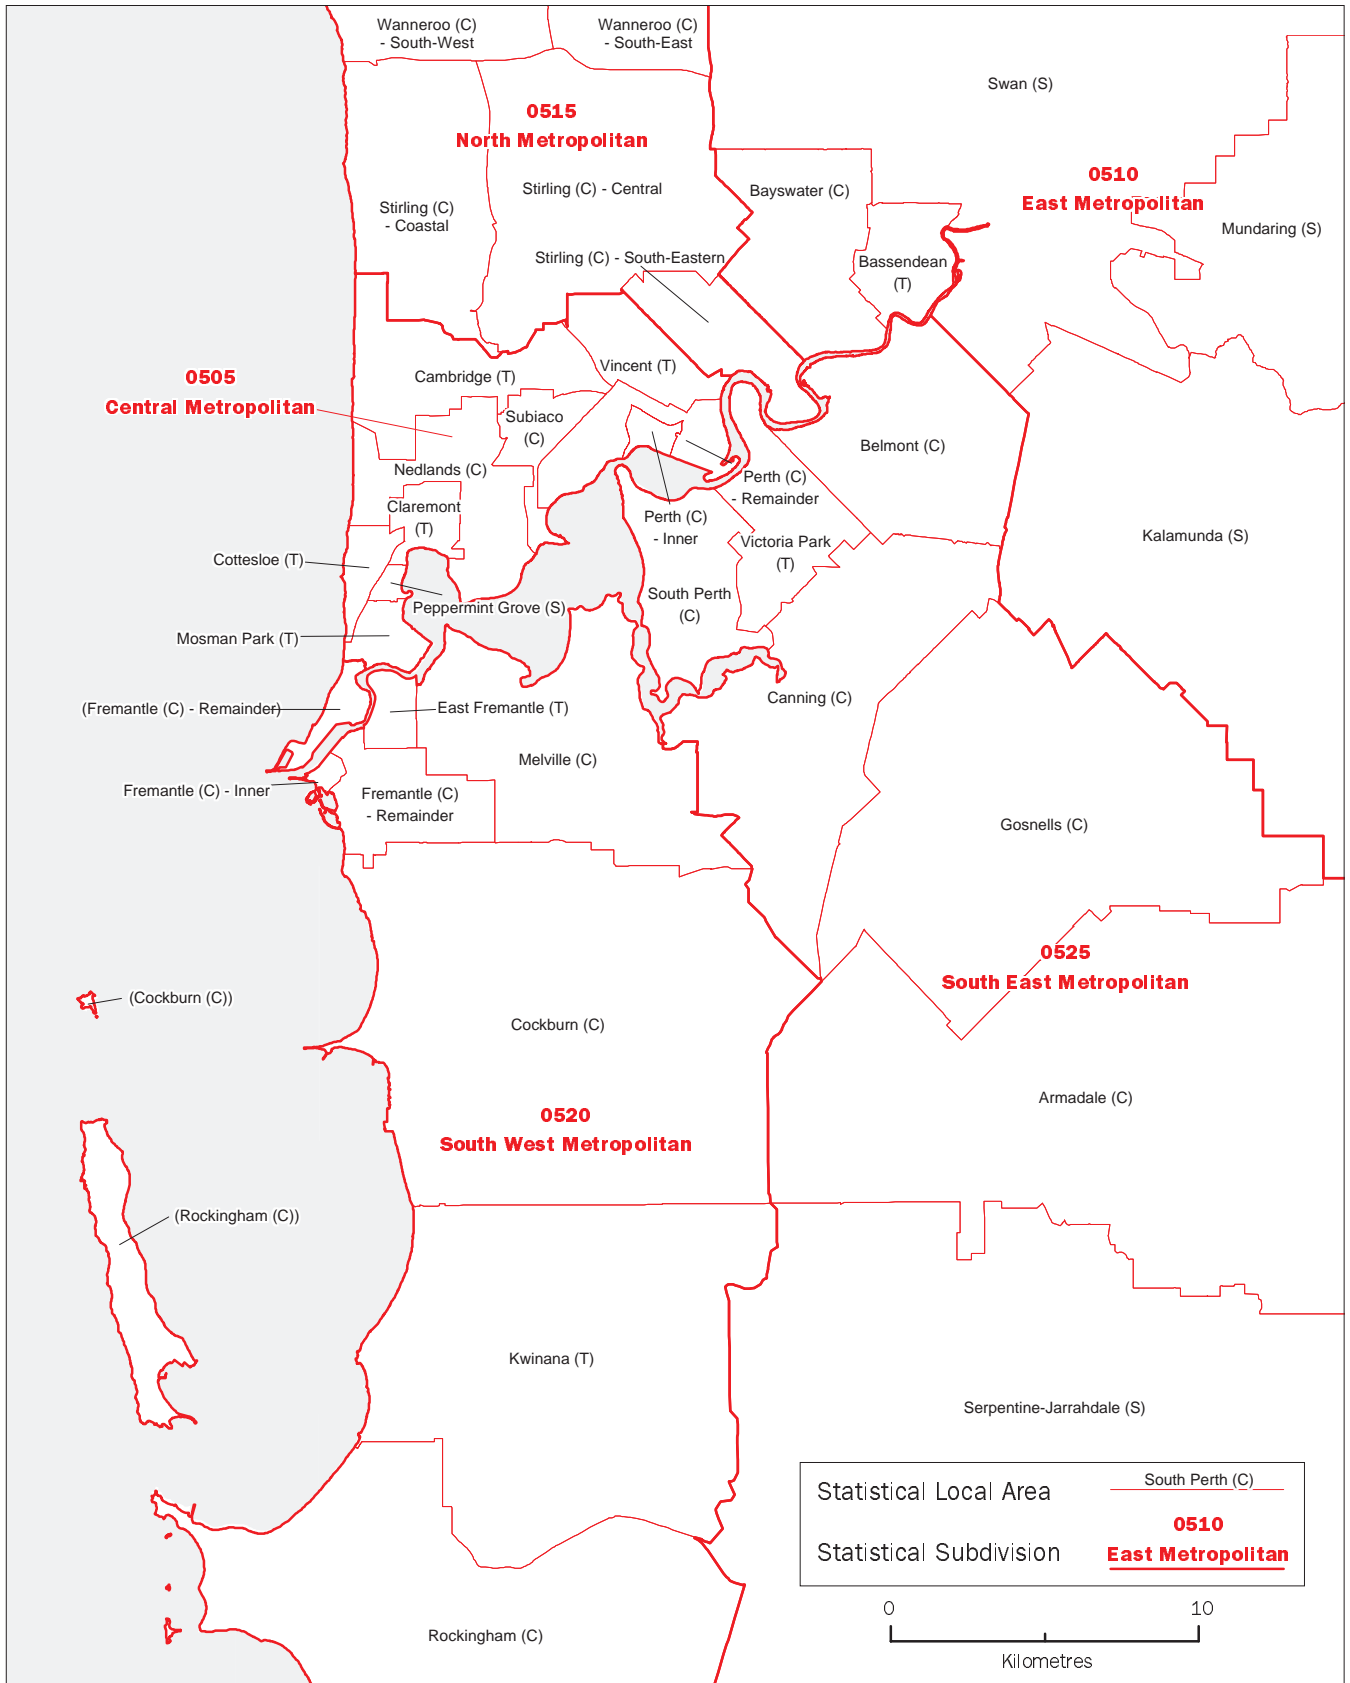 Wanneroo (C)
- South-West
Wanneroo (C)
- South-East
Swan (S)
0515
North Metropolitan
0510
East Metropolitan
Stirling (C) - Central
Bayswater (C)
Stirling (C)
- Coastal
Mundaring (S)
Stirling (C) - South-Eastern
Bassendean
(T)
Vincent (T)
0505
Central Metropolitan
Cambridge (T)
Subiaco
(C)
Belmont (C)
Nedlands (C)
Perth (C)
- Remainder
Claremont
(T)
Perth (C)
- Inner
Victoria Park
(T)
Kalamunda (S)
Cottesloe (T)
South Perth
(C)
Peppermint Grove (S)
Mosman Park (T)
Canning (C)
(Fremantle (C) - Remainder)
East Fremantle (T)
Melville (C)
Fremantle (C) - Inner
Fremantle (C)
- Remainder
Gosnells (C)
0525
South East Metropolitan
(Cockburn (C))
Cockburn (C)
Armadale (C)
0520
South West Metropolitan
(Rockingham (C))
Kwinana (T)
Serpentine-Jarrahdale (S)
Statistical Local Area
South Perth (C)
Statistical Subdivision
0510
East Metropolitan
0 10
Kilometres
Rockingham (C)